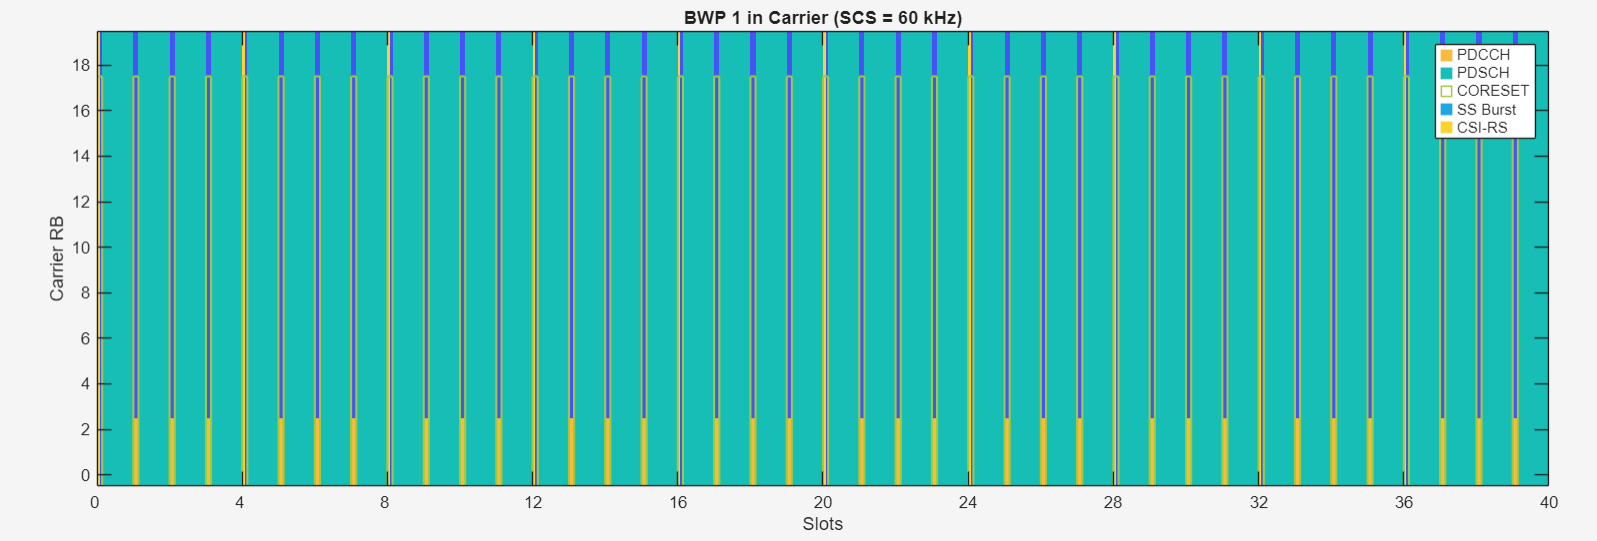 BWP 1 in Carrier (SCS = 60 kHz)
18
16
14
12
10
8
6
4
2
0
Carrier RB
PDCCH
PDSCH
CORESET
SS Burst
CSI-RS
0 4 8 12 16 20 24 28 32 36 40
Slots